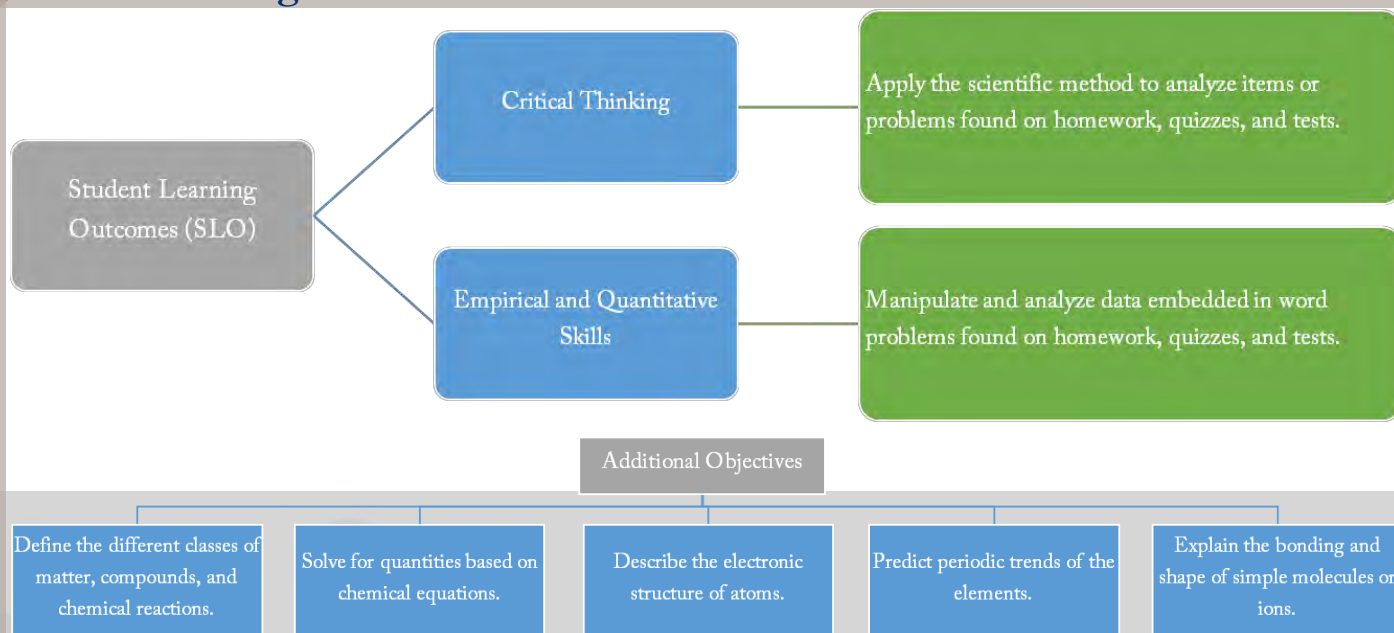 Critical Thinking
Apply the scientific method to analyze items or
problems found on homework, quizzes, and tests.
Student Learning
Outcomes (SLO)
Empirical and Quantitative
Skills
Manipulate and analyze data embedded in word
problems found on homework, quizzes, and tests.
Additional Objectives
Define the different classes of
matter, compounds, and
chemical reactions.
Solve for quantities based on
chemical equations.
Describe the electronic
structure of atoms.
Predict periodic trends of the
elements.
Explain the bonding and
shape of simple molecules or
ions.